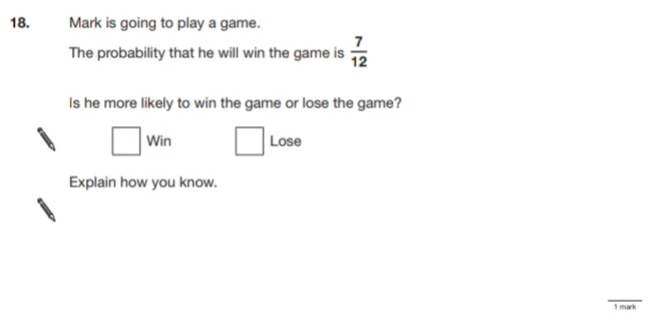 18. Mark is going to play a game.
The probability that he will win the game is 7/12
Is he more likely to win the game or lose the game?
Win Lose
Explain how you know.
1 mark